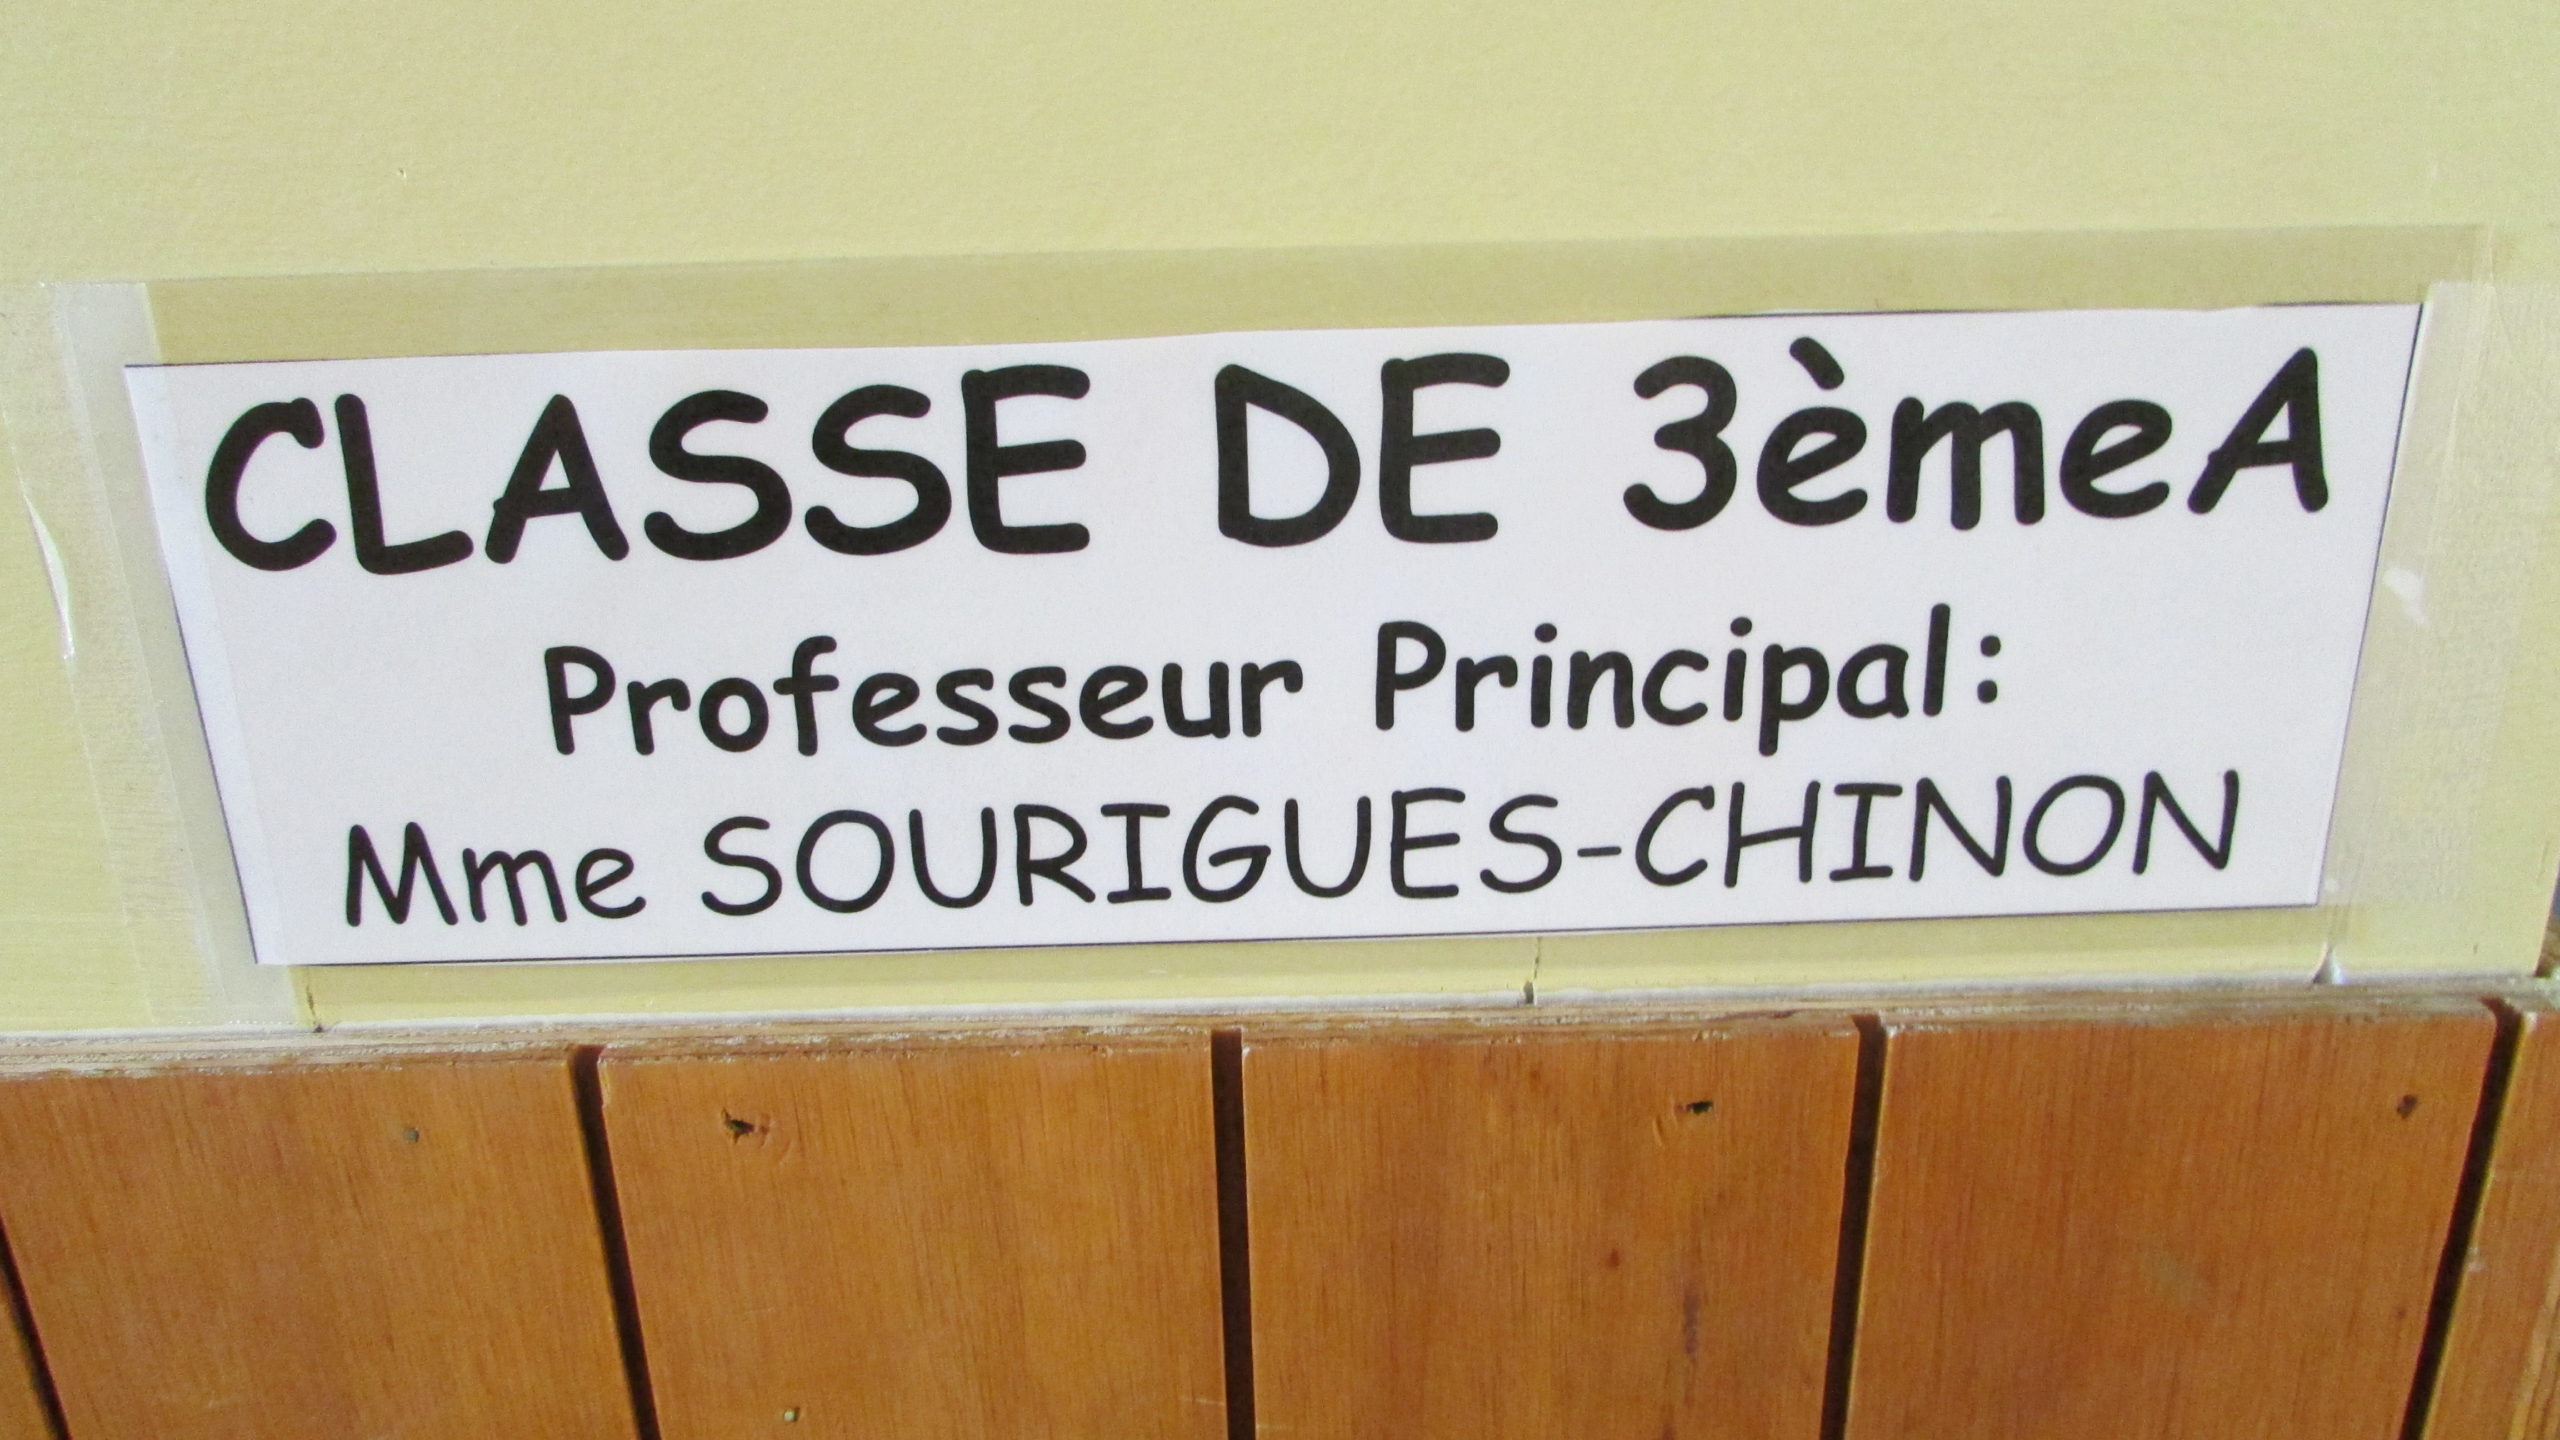 CLASSE DE 3èmeA
Professeur Principal:
Mme SOURIGUES-CHINON